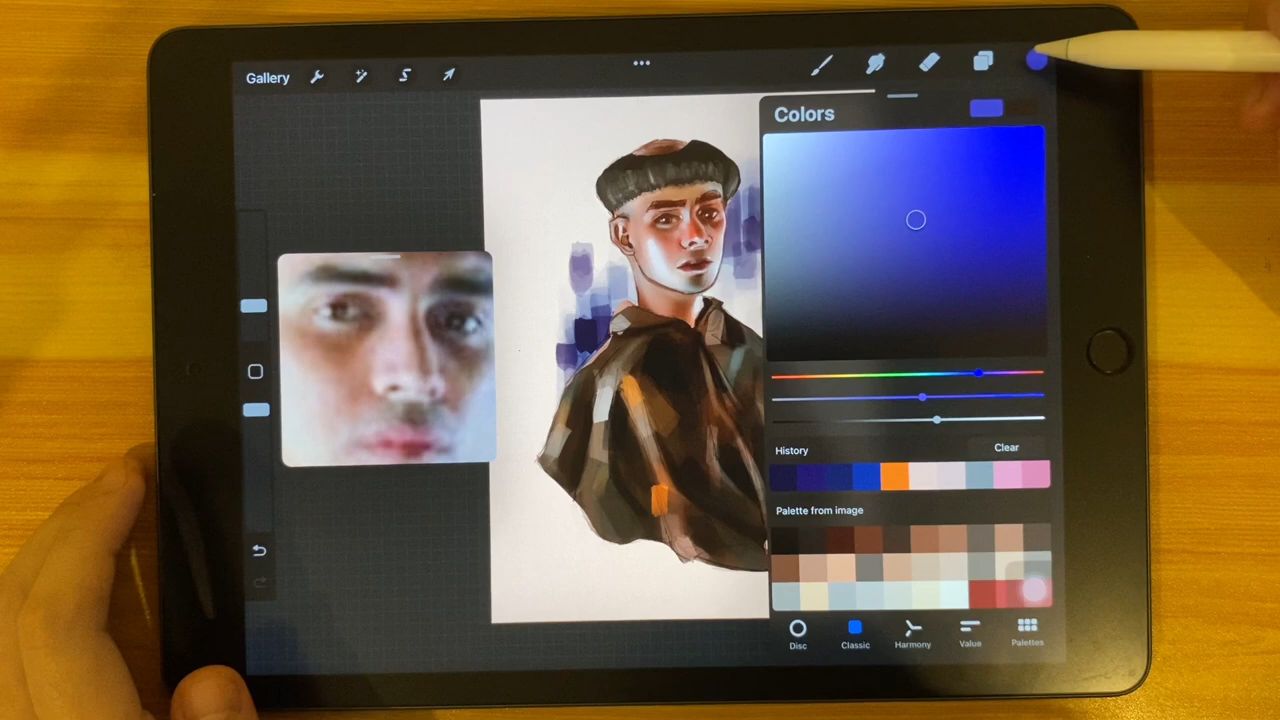 Gallery
Colors
History
Clear
Palette from image
Disc
Classic
Harmony
Value
Palettes